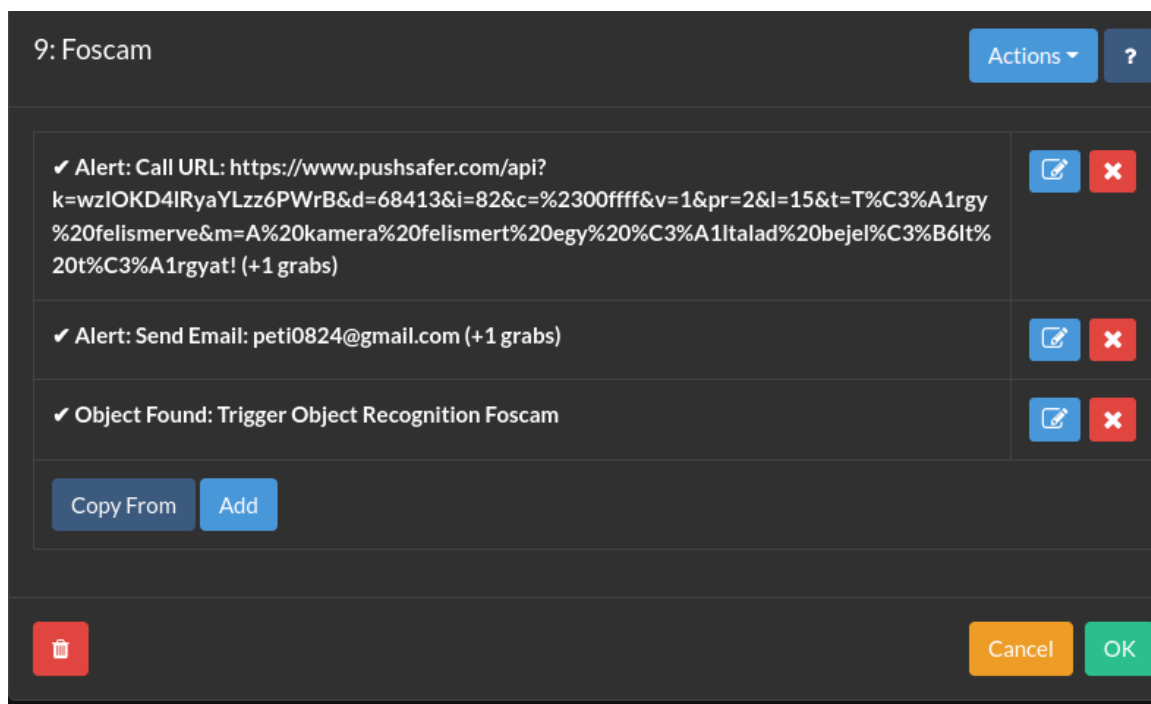 9: Foscam
Actions
?
✔ Alert: Call URL: https://www.pushsafer.com/api?
k=wzIOKD4lRyaYLzz6PWrB&d=68413&i=82&c=%2300ffff&v=1&pr=2&l=15&t=T%C3%A1rgy
%20felismerve&m=A%20kamera%20felismert%20egy%20%C3%A1ltalad%20bejel%C3%B6lt%
20t%C3%A1rgyat! (+1 grabs)
✔ Alert: Send Email: peti0824@gmail.com (+1 grabs)
✔ Object Found: Trigger Object Recognition Foscam
Copy From
Add
Cancel
OK